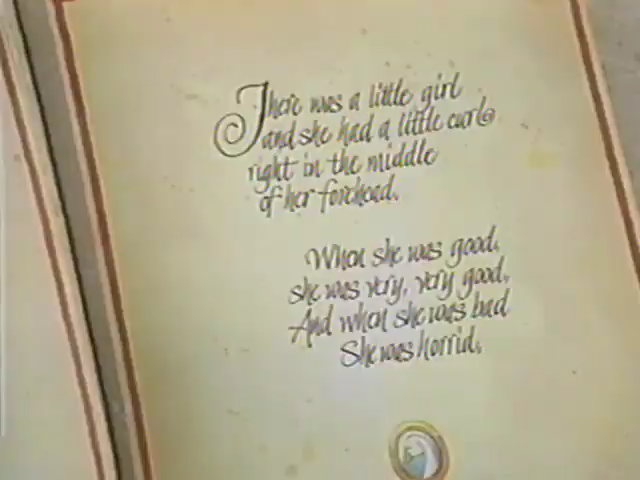 There was a little girl
and she had a little curl
right in the middle
of her forehead.
When she was good,
she was very, very good,
And when she was bad
She was horrid.